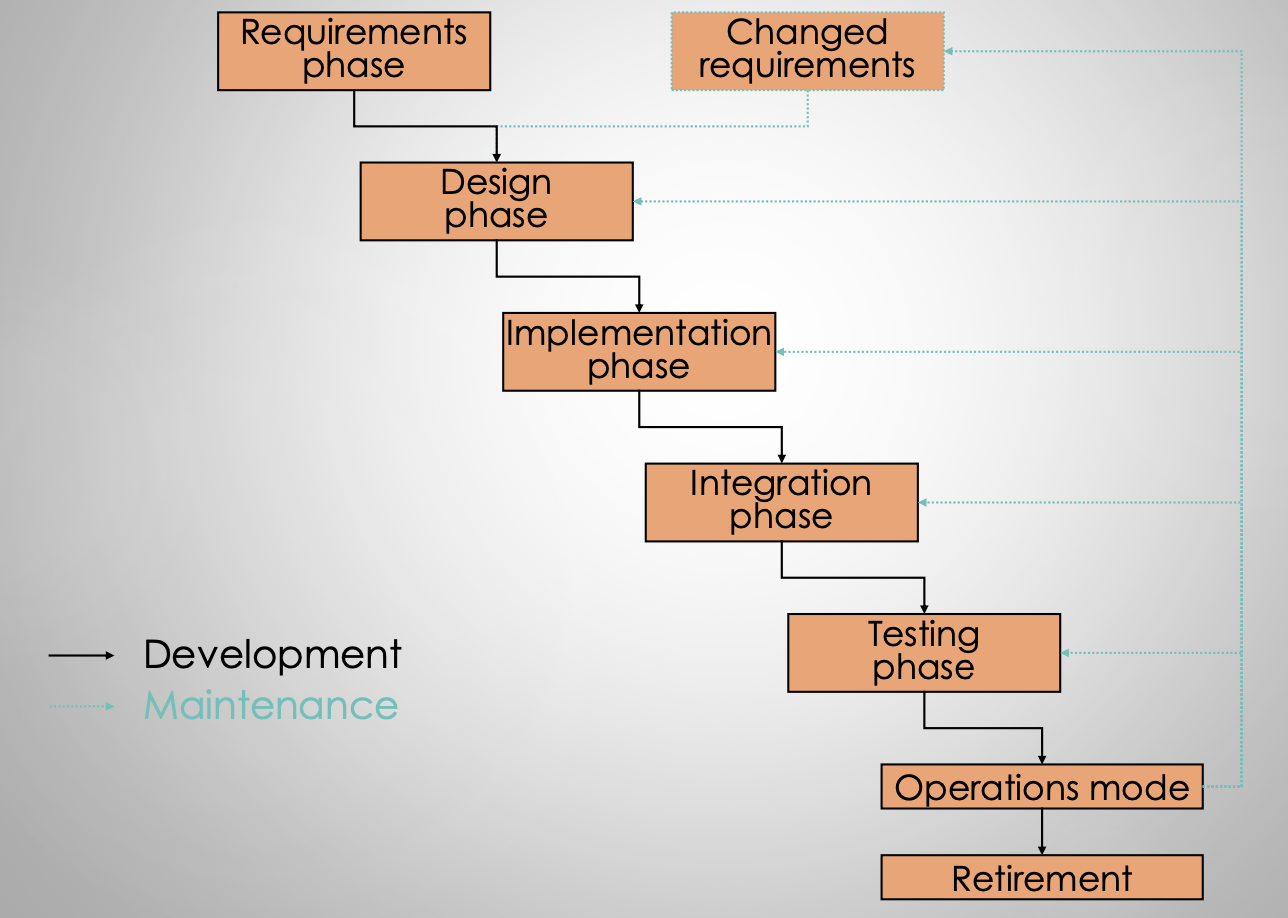 Requirements
phase
Changed
requirements
Design
phase
Implementation
phase
Integration
phase
Testing
phase
Development
Maintenance
Operations mode
Retirement